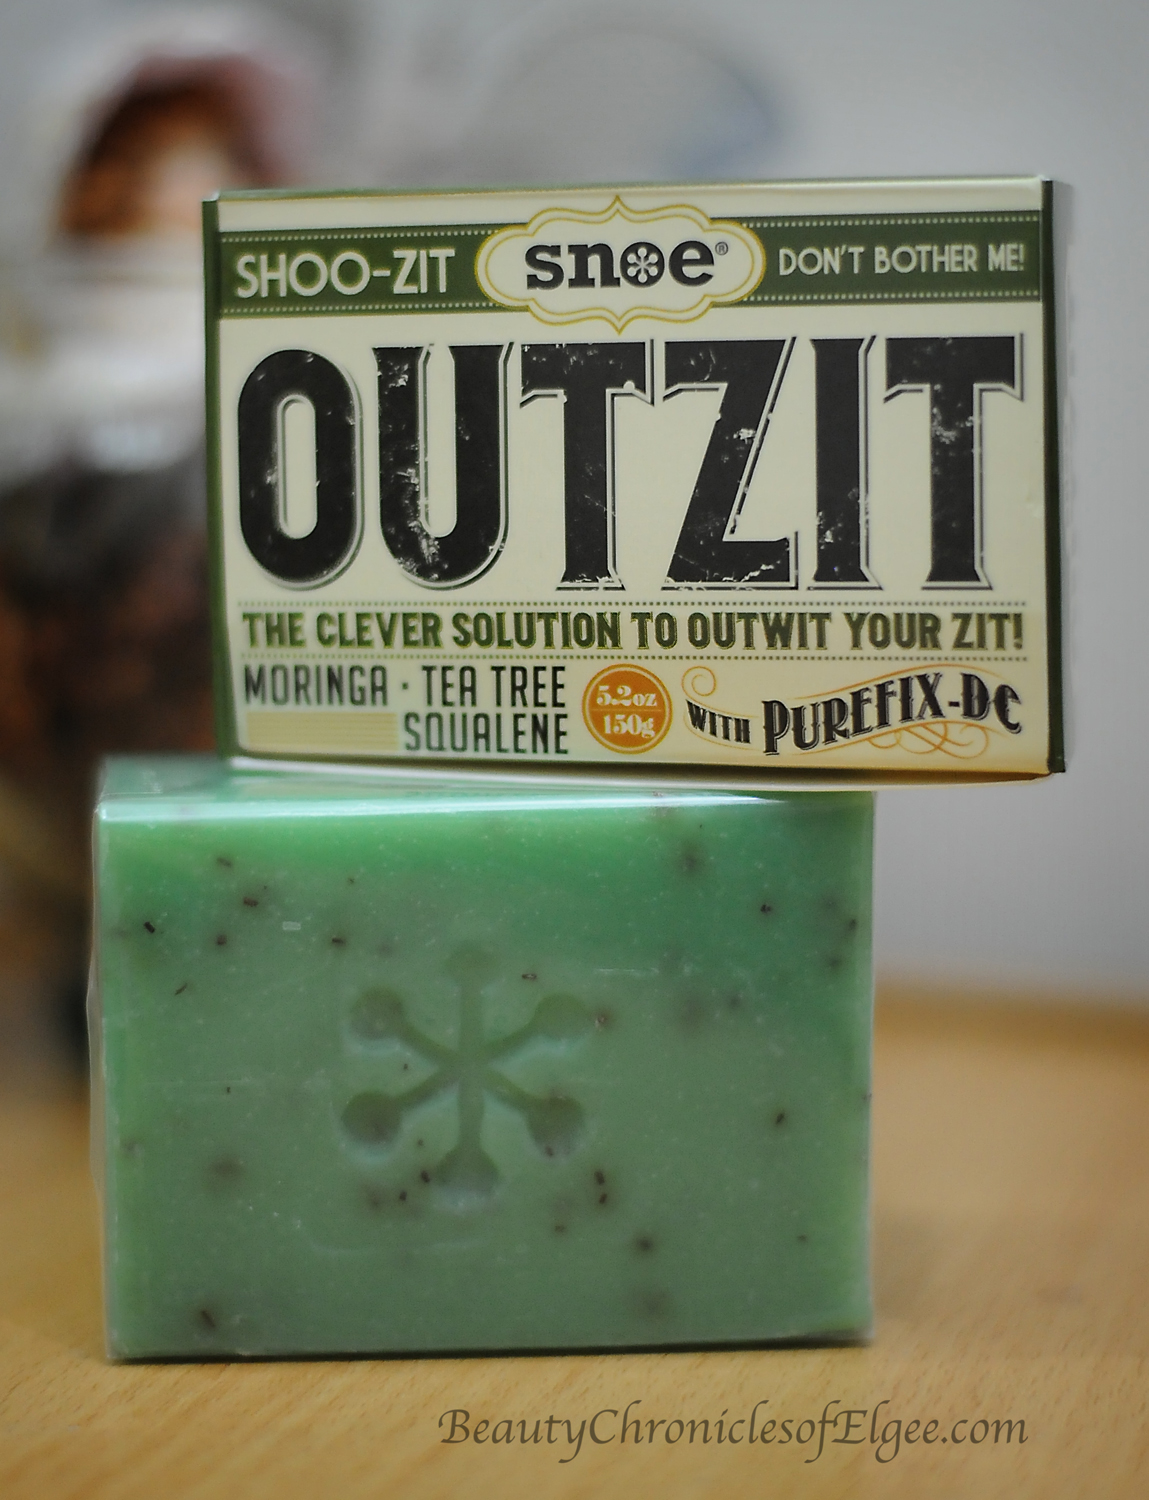 SHOO-ZIT snoe® DON'T BOTHER ME!
OUTZIT
THE CLEVER SOLUTION TO OUTWIT YOUR ZIT!
MORINGA · TEA TREE
SQUALENE
5.2oz
150g
WITH PUREFIX-DC
BeautyChroniclesofElgee.com